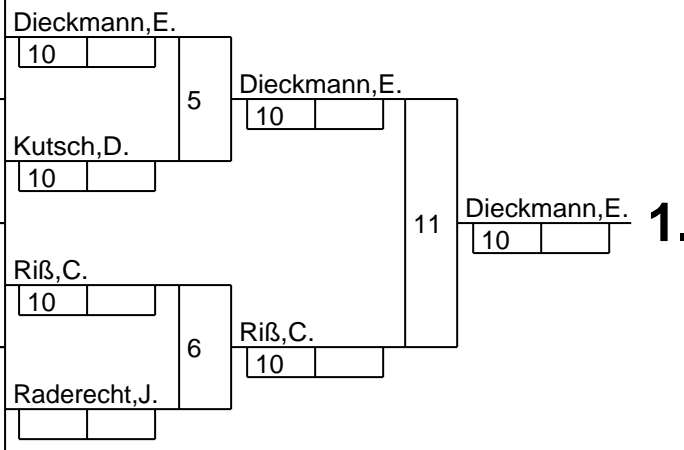 Dieckmann,E.
10
5
Dieckmann,E.
10
Kutsch,D.
10
11
Dieckmann,E.
10
1.
Riß,C.
10
6
Riß,C.
10
Raderecht,J.